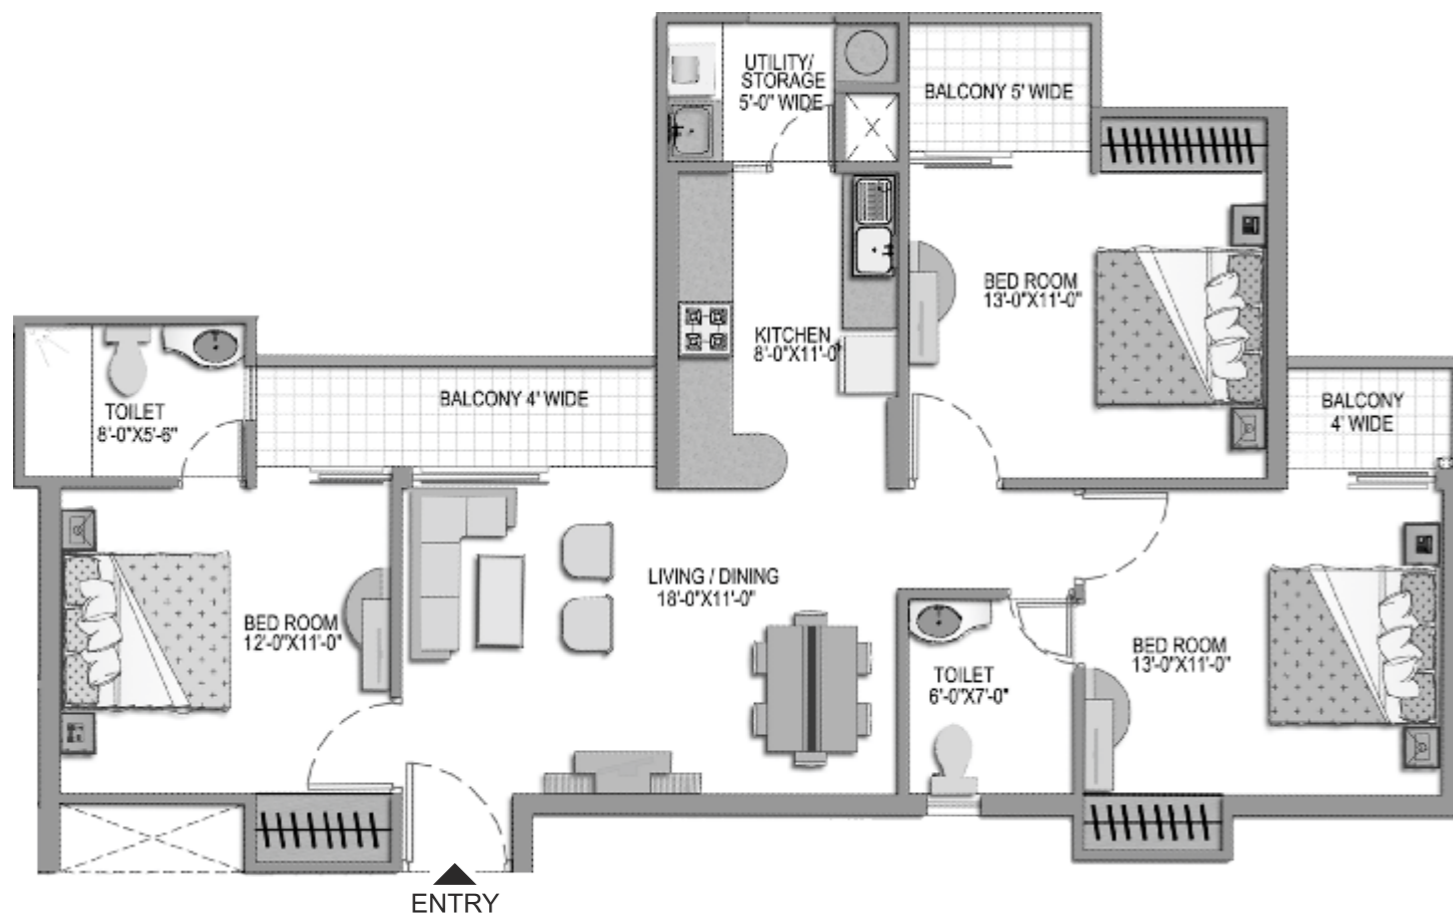 UTILITY/
STORAGE
5'-0" WIDE
BALCONY 5' WIDE
BED ROOM
13'-0"X11'-0"
KITCHEN
8'-0"X11'-0"
TOILET
8'-0"X5'-6"
BALCONY 4' WIDE
BALCONY
4' WIDE
LIVING / DINING
18'-0"X11'-0"
BED ROOM
12'-0"X11'-0"
TOILET
6'-0"X7'-0"
BED ROOM
13'-0"X11'-0"
ENTRY